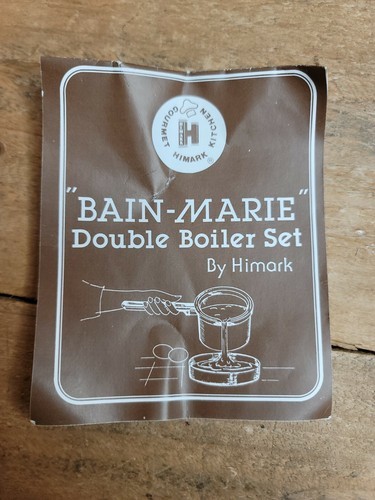 GOURMET KITCHEN
H
HIMARK ®
"BAIN-MARIE"
Double Boiler Set
By Himark